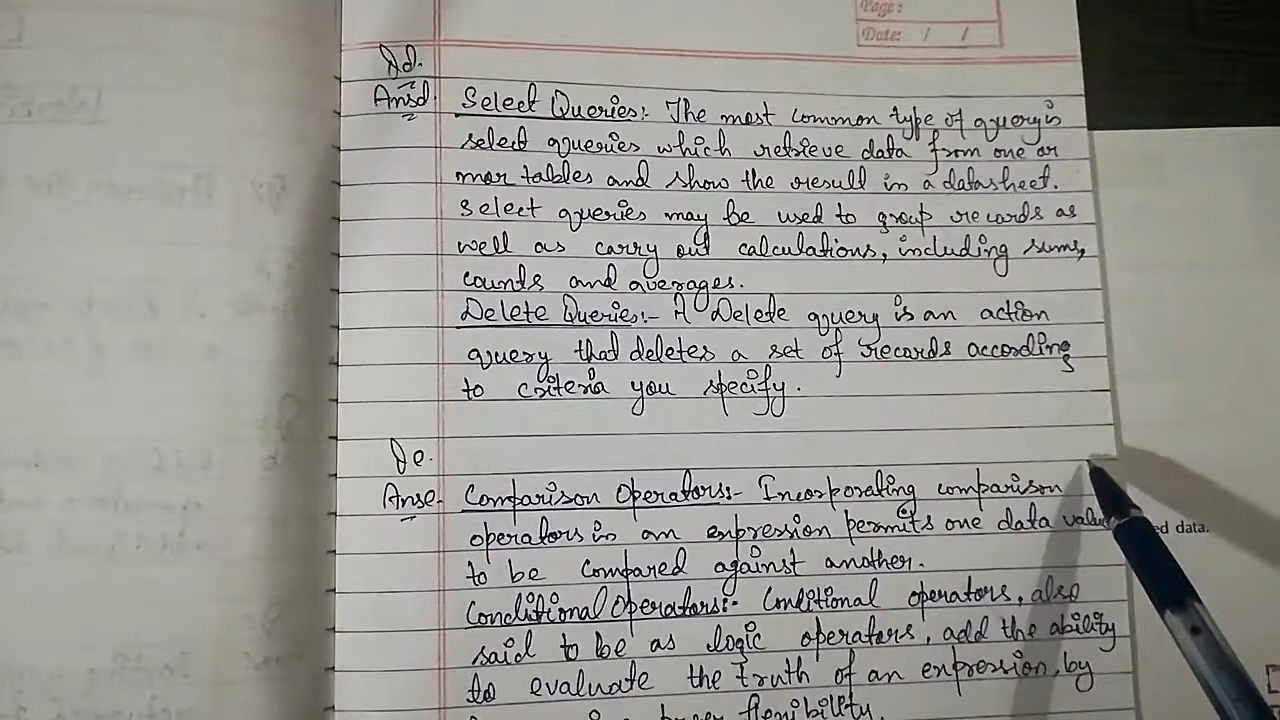 Page:
Date: / /
Qd.
Ansd Select Queries:- The most common type of query is
select queries which retrieve data from one or
mor tables and show the result in a datasheet.
Select queries may be used to group records as
well as carry out calculations, including sums,
counts and averages.
Delete Queries:- A Delete query is an action
query that deletes a set of records according
to criteria you specify.
Qe.
Anse. Comparison Operators:- Incorporating comparison
operators in an expression permits one data value
ed data.
to be compared against another.
Conditional Operators:- Conditional operators, also
said to be as logic operators, add the ability
to evaluate the truth of an expression, by
flexibility.